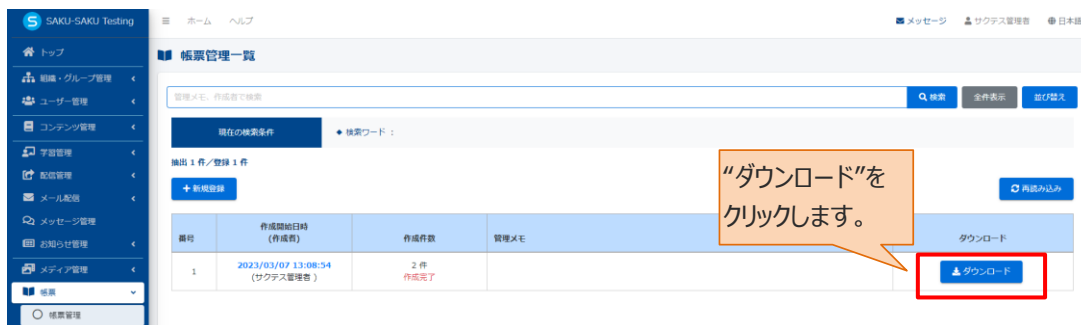 SAKU-SAKU Testing
ホーム ヘルプ
メッセージ サクテス管理者 日本語
トップ
組織・グループ管理
ユーザー管理
コンテンツ管理
学習管理
配信管理
メール配信
メッセージ管理
お知らせ管理
メディア管理
帳票
帳票管理
帳票管理一覧
管理メモ、作成者で検索
検索 全件表示 並び替え
現在の検索条件 ◆ 検索ワード :
抽出 1 件／登録 1 件
+ 新規登録 再読み込み
“ダウンロード”を
クリックします。
番号 作成開始日時 作成件数 管理メモ ダウンロード
(作成者)
1 2023/03/07 13:08:54 2 件 ダウンロード
(サクテス管理者 ) 作成完了